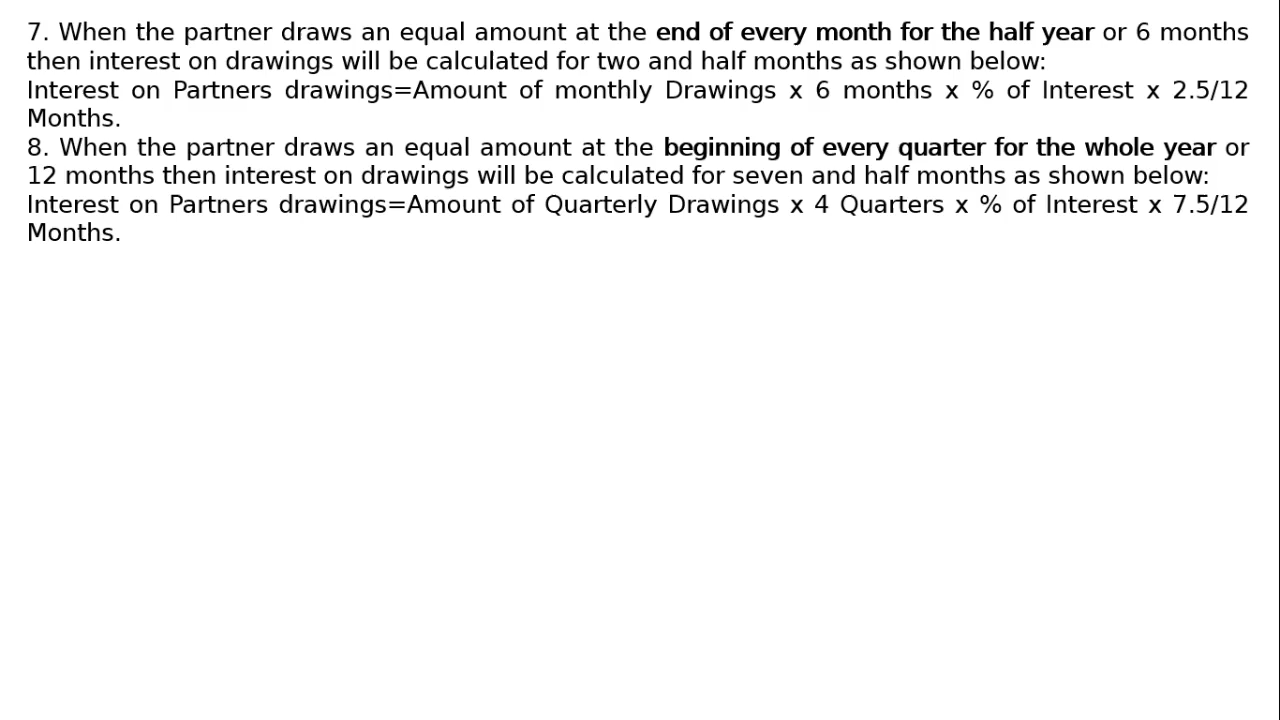 7. When the partner draws an equal amount at the end of every month for the half year or 6 months
then interest on drawings will be calculated for two and half months as shown below:
Interest on Partners drawings=Amount of monthly Drawings x 6 months x % of Interest x 2.5/12
Months.
8. When the partner draws an equal amount at the beginning of every quarter for the whole year or
12 months then interest on drawings will be calculated for seven and half months as shown below:
Interest on Partners drawings=Amount of Quarterly Drawings x 4 Quarters x % of Interest x 7.5/12
Months.